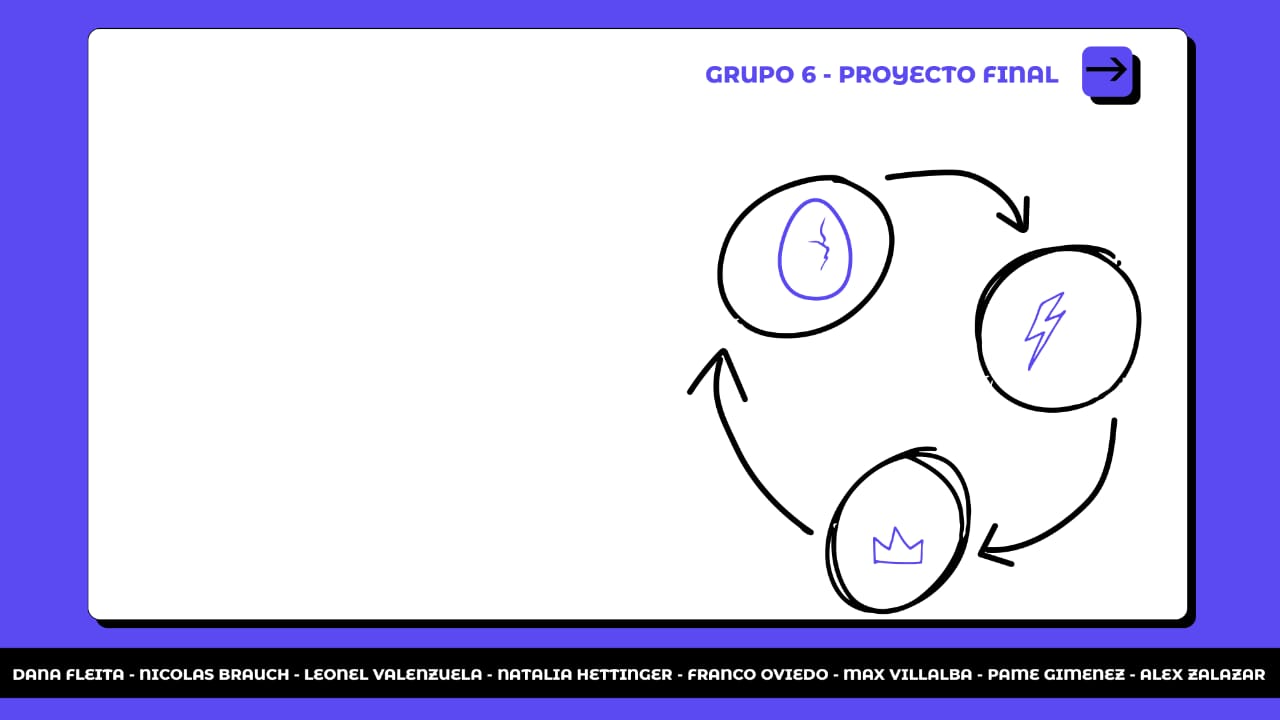 GRUPO 6 - PROYECTO FINAL
DANA FLEITA - NICOLAS BRAUCH - LEONEL VALENZUELA - NATALIA HETTINGER - FRANCO OVIEDO - MAX VILLALBA - PAME GIMENEZ - ALEX ZALAZAR